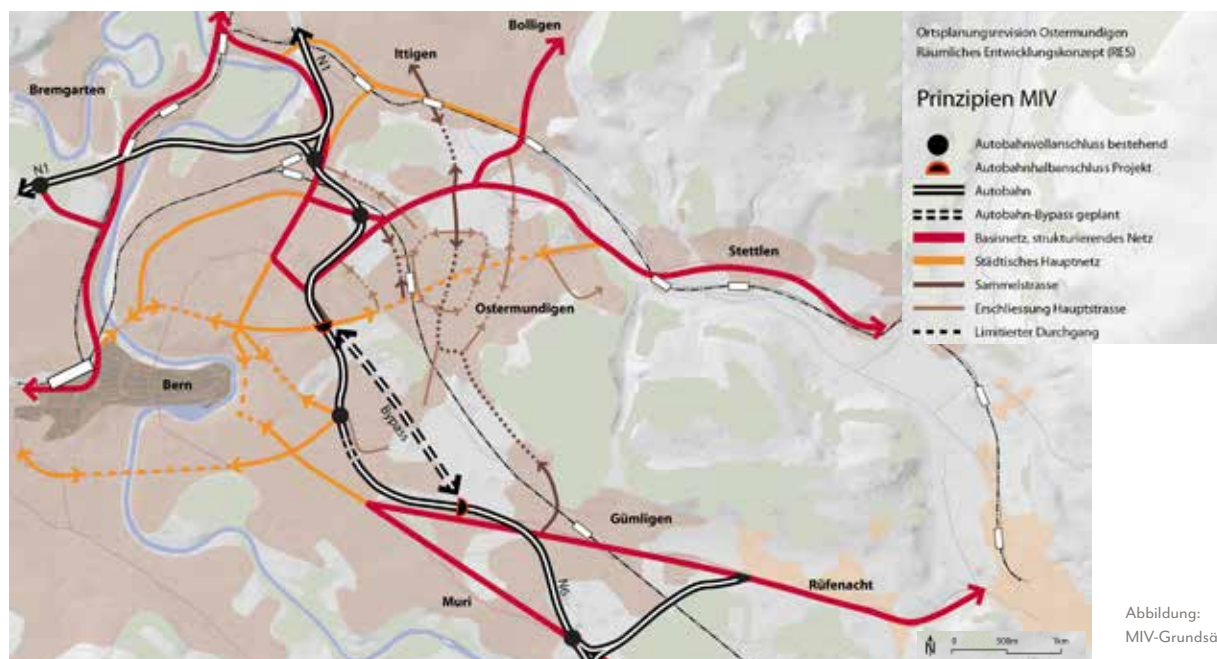 Ortsplanungsrevision Ostermundigen
Räumliches Entwicklungskonzept (RES)
Prinzipien MIV
Autobahnvollanschluss bestehend
Autobahnhalbanschluss Projekt
Autobahn
Autobahn-Bypass geplant
Basisnetz, strukturierendes Netz
Städtisches Hauptnetz
Sammelstrasse
Erschliessung Hauptstrasse
Limitierter Durchgang
Bolligen
Ittigen
N1
Bremgarten
N1
Stettlen
Ostermundigen
Bern
Bypass
Gümligen
N6
Muri
Rüfenacht
N
0 500m 1km
Abbildung:
MIV-Grundsä